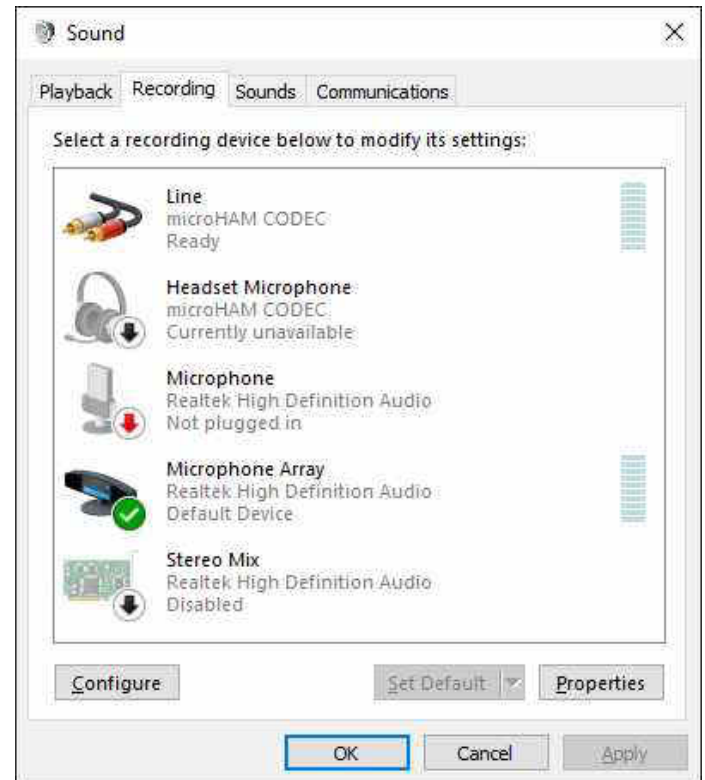 Sound
Playback Recording Sounds Communications
Select a recording device below to modify its settings:
Line
microHAM CODEC
Ready
Headset Microphone
microHAM CODEC
Currently unavailable
Microphone
Realtek High Definition Audio
Not plugged in
Microphone Array
Realtek High Definition Audio
Default Device
Stereo Mix
Realtek High Definition Audio
Disabled
Configure Set Default Properties
OK Cancel Apply